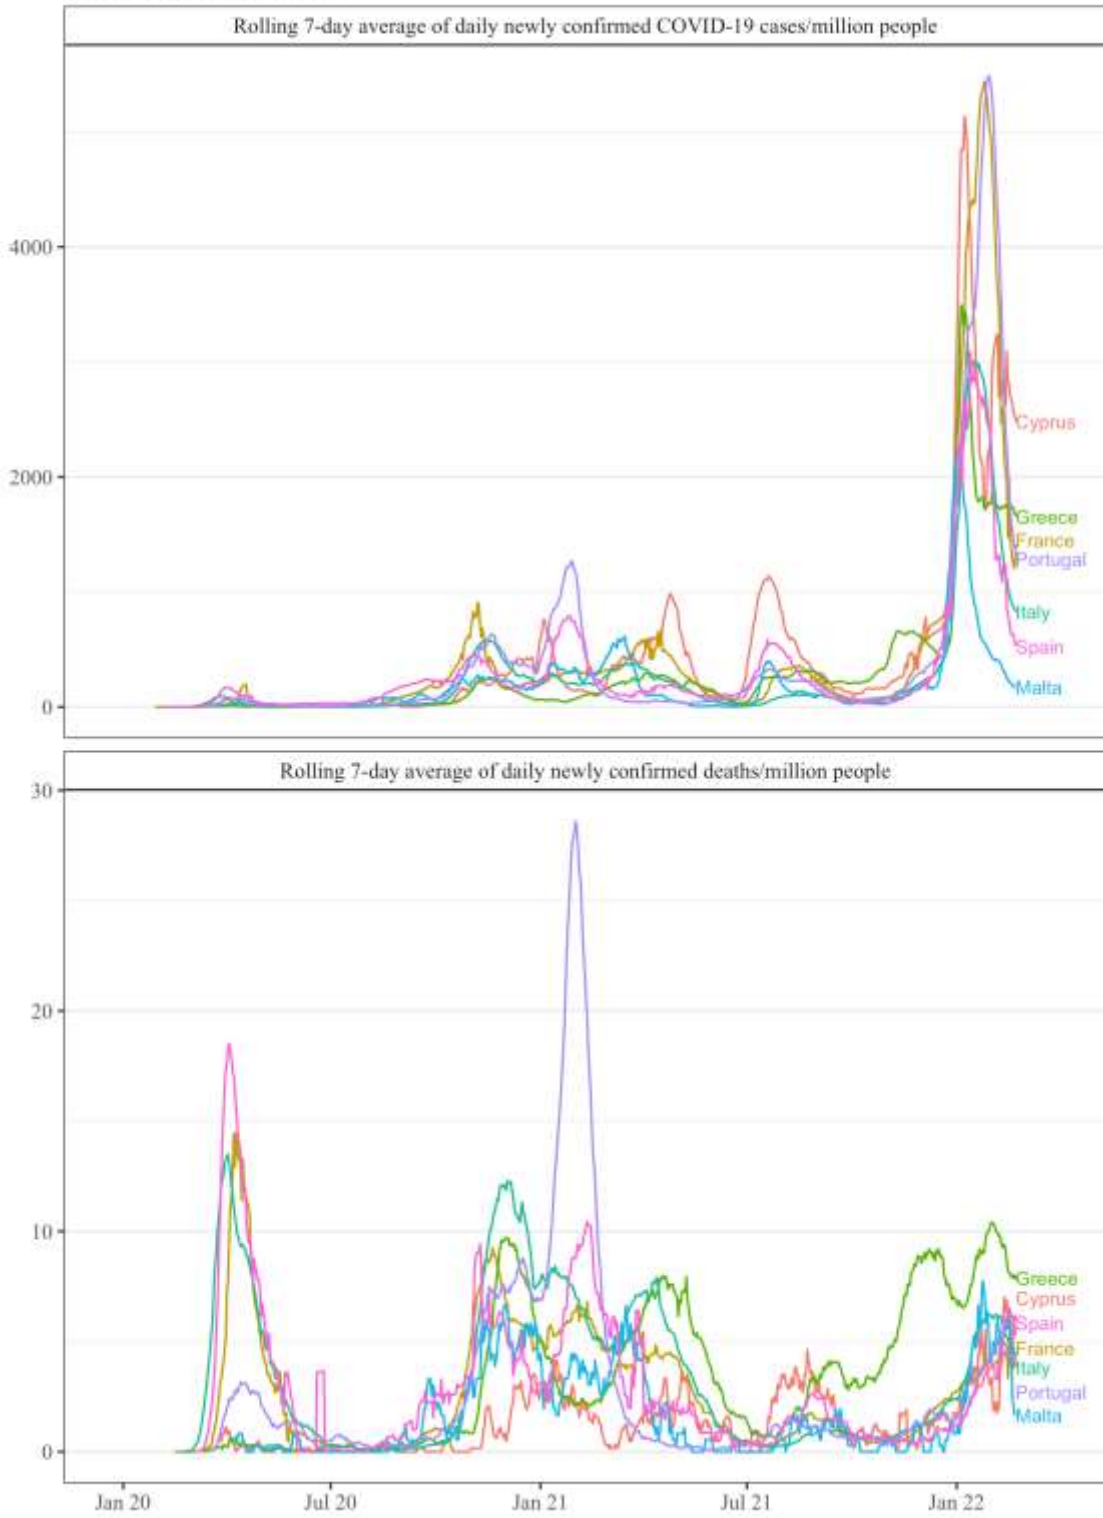 Rolling 7-day average of daily newly confirmed COVID-19 cases/million people
4000
2000
0
Cyprus
Greece
France
Portugal
Italy
Spain
Malta
Rolling 7-day average of daily newly confirmed deaths/million people
30
20
10
0
Greece
Cyprus
Spain
France
Italy
Portugal
Malta
Jan 20 Jul 20 Jan 21 Jul 21 Jan 22